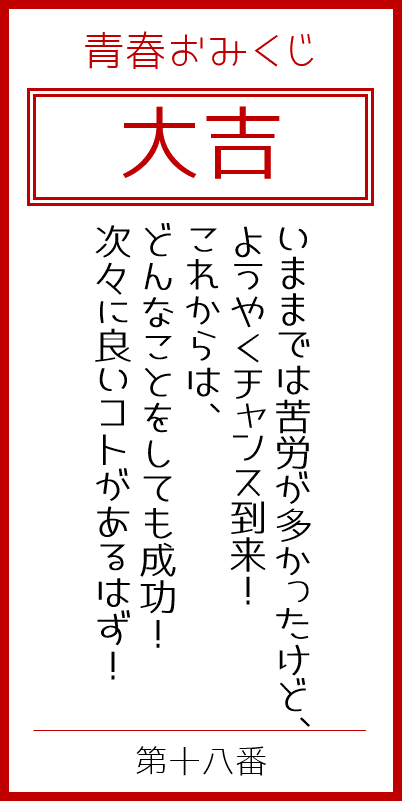 青春おみくじ
大吉
いままでは苦労が多かったけど、
ようやくチャンス到来！
これからは、
どんなことをしても成功！
次々に良いコトがあるはず！
第十八番